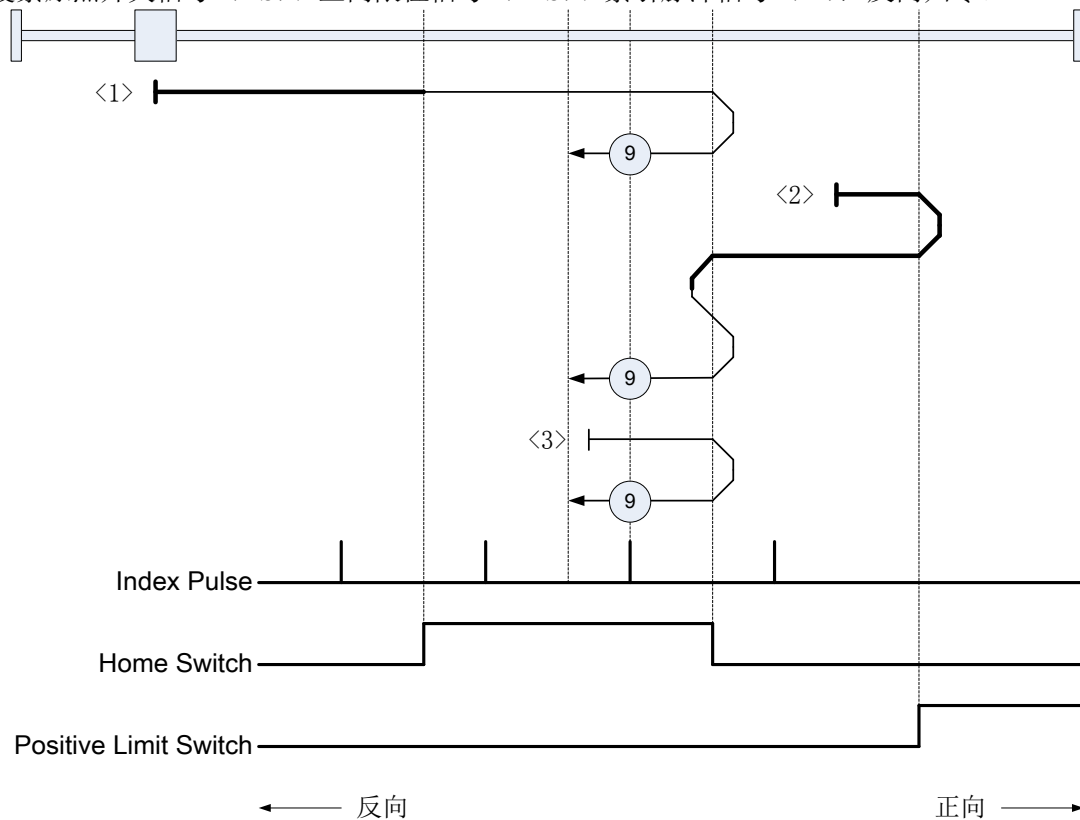 <1>
9
<2>
9
<3>
9
Index Pulse
Home Switch
Positive Limit Switch
反向
正向